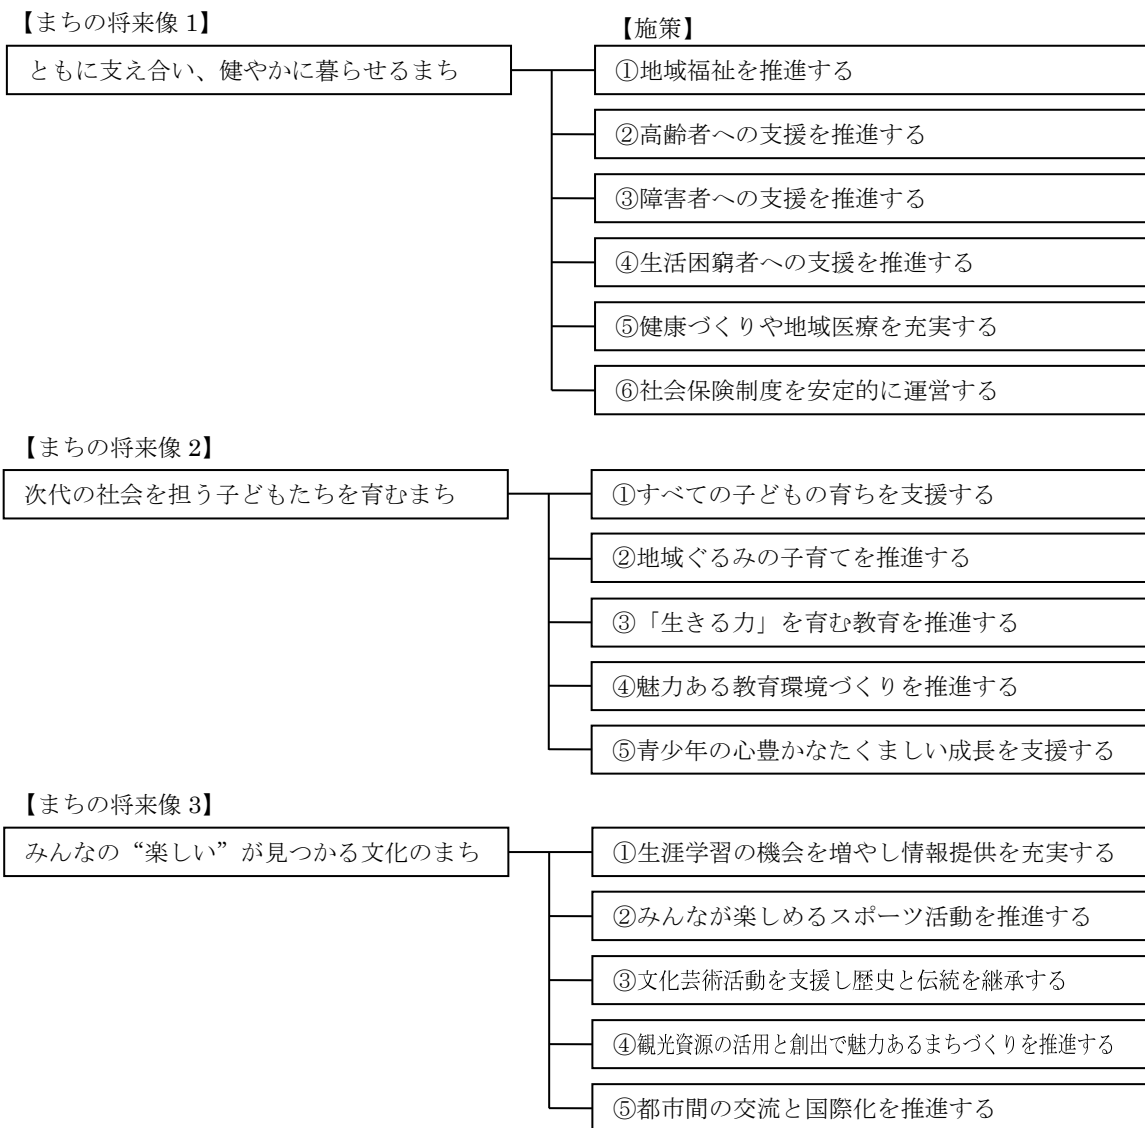 【まちの将来像 1】
【施策】
ともに支え合い、健やかに暮らせるまち
①地域福祉を推進する
②高齢者への支援を推進する
③障害者への支援を推進する
④生活困窮者への支援を推進する
⑤健康づくりや地域医療を充実する
⑥社会保険制度を安定的に運営する
【まちの将来像 2】
次代の社会を担う子どもたちを育むまち
①すべての子どもの育ちを支援する
②地域ぐるみの子育てを推進する
③「生きる力」を育む教育を推進する
④魅力ある教育環境づくりを推進する
⑤青少年の心豊かなたくましい成長を支援する
【まちの将来像 3】
みんなの“楽しい”が見つかる文化のまち
①生涯学習の機会を増やし情報提供を充実する
②みんなが楽しめるスポーツ活動を推進する
③文化芸術活動を支援し歴史と伝統を継承する
④観光資源の活用と創出で魅力あるまちづくりを推進する
⑤都市間の交流と国際化を推進する